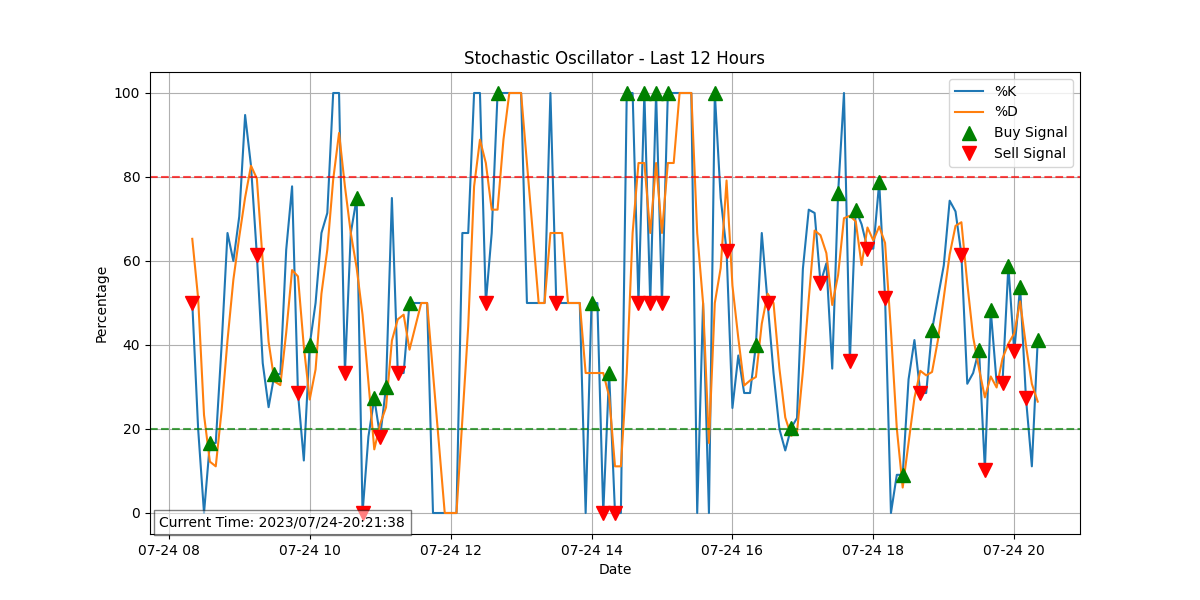 Stochastic Oscillator - Last 12 Hours
%K
%D
Buy Signal
Sell Signal
Percentage
100
80
60
40
20
0
Current Time: 2023/07/24-20:21:38
07-24 08
07-24 10
07-24 12
07-24 14
07-24 16
07-24 18
07-24 20
Date